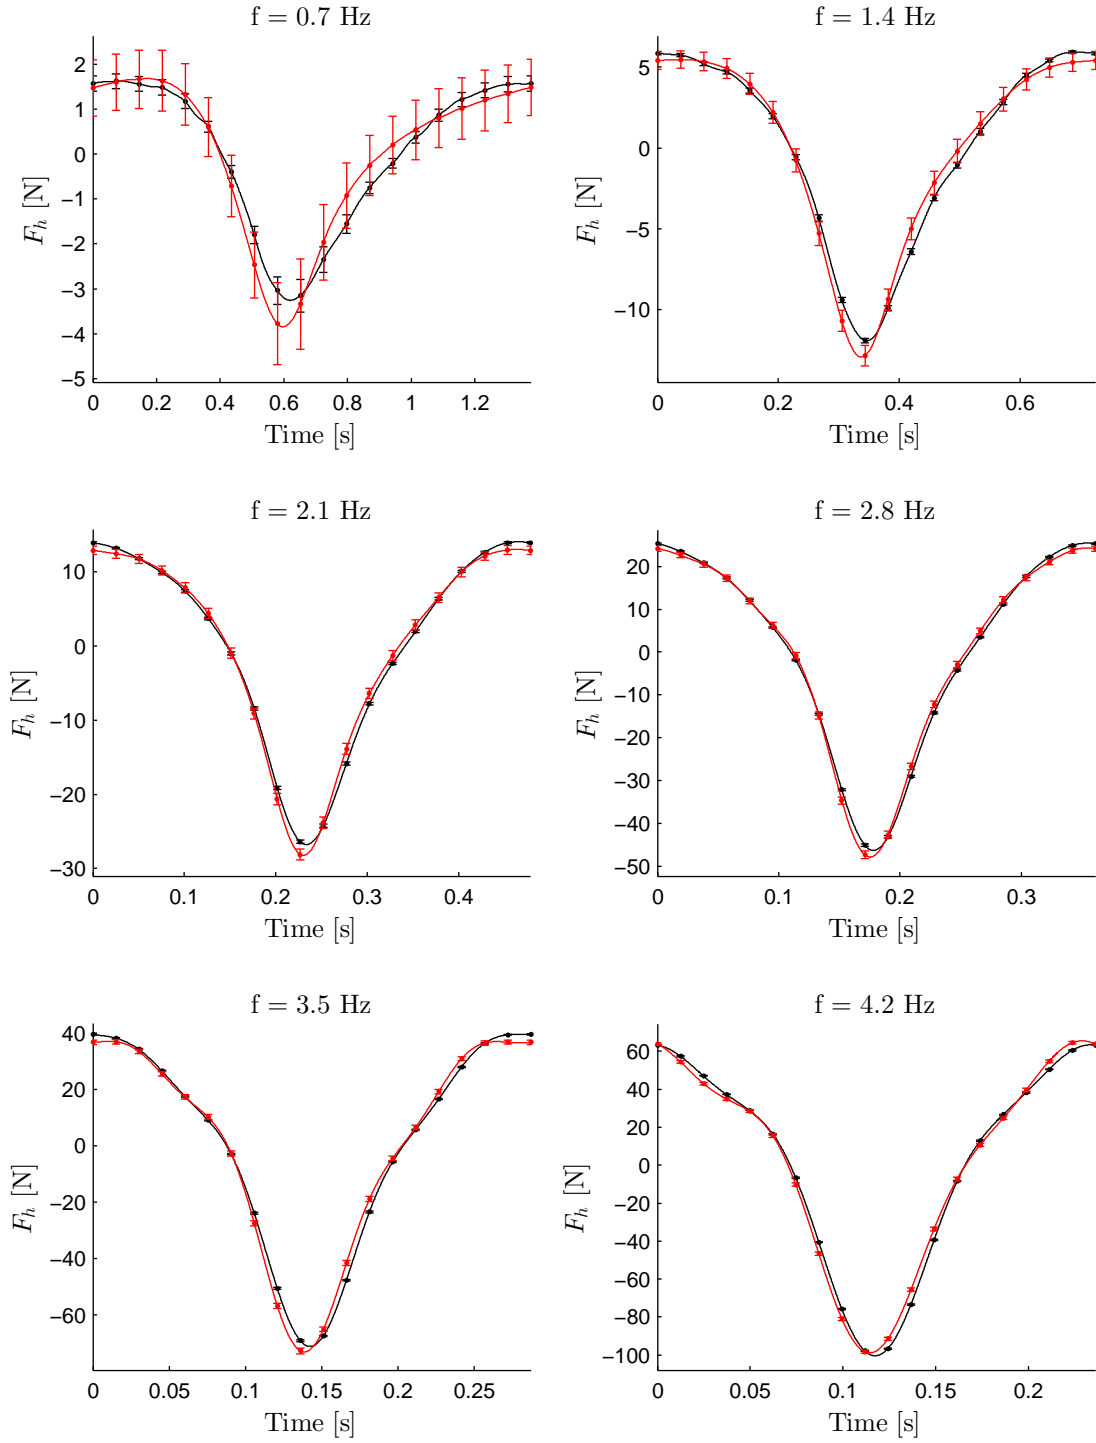 f = 0.7 Hz
2
1
0
−1
−2
−3
−4
−5
F_h [N]
0 0.2 0.4 0.6 0.8 1 1.2
Time [s]
f = 1.4 Hz
5
0
−5
−10
F_h [N]
0 0.2 0.4 0.6
Time [s]
f = 2.1 Hz
10
0
−10
−20
−30
F_h [N]
0 0.1 0.2 0.3 0.4
Time [s]
f = 2.8 Hz
20
10
0
−10
−20
−30
−40
−50
F_h [N]
0 0.1 0.2 0.3
Time [s]
f = 3.5 Hz
40
20
0
−20
−40
−60
F_h [N]
0 0.05 0.1 0.15 0.2 0.25
Time [s]
f = 4.2 Hz
60
40
20
0
−20
−40
−60
−80
−100
F_h [N]
0 0.05 0.1 0.15 0.2
Time [s]